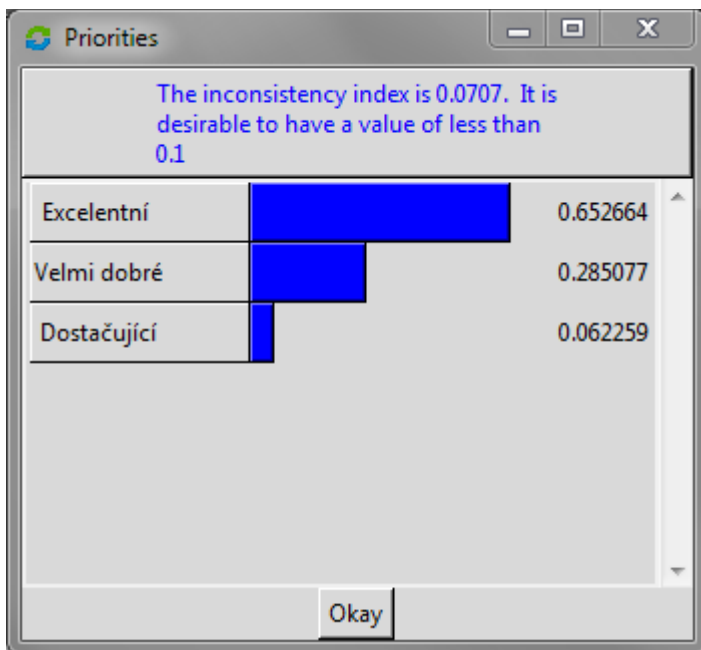 Priorities
The inconsistency index is 0.0707. It is
desirable to have a value of less than
0.1
Excelentní 0.652664
Velmi dobré 0.285077
Dostačující 0.062259
Okay